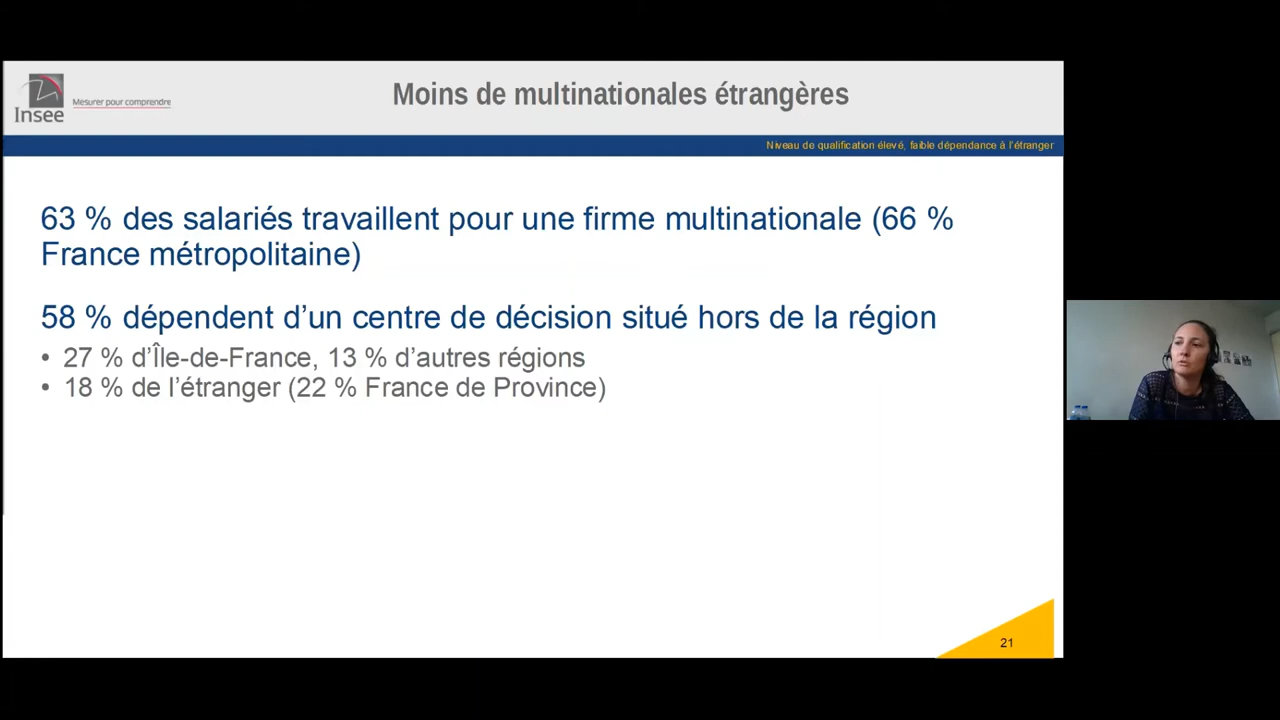 Insee
Mesurer pour comprendre
Moins de multinationales étrangères
Niveau de qualification élevé, faible dépendance à l'étranger
63 % des salariés travaillent pour une firme multinationale (66 %
France métropolitaine)
58 % dépendent d’un centre de décision situé hors de la région
• 27 % d’Île-de-France, 13 % d’autres régions
• 18 % de l’étranger (22 % France de Province)
21